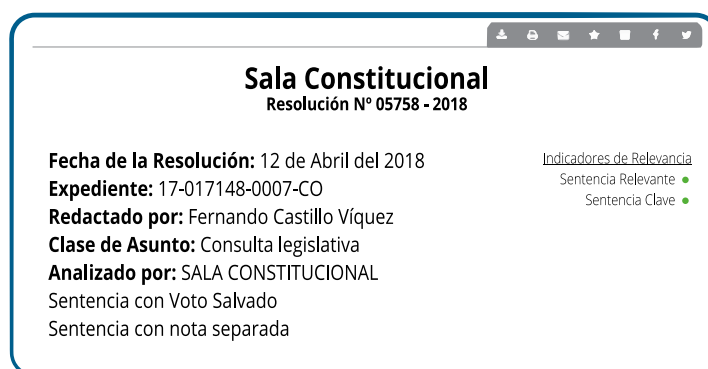 Sala Constitucional
Resolución Nº 05758 - 2018
Fecha de la Resolución: 12 de Abril del 2018
Expediente: 17-017148-0007-CO
Redactado por: Fernando Castillo Víquez
Clase de Asunto: Consulta legislativa
Analizado por: SALA CONSTITUCIONAL
Sentencia con Voto Salvado
Sentencia con nota separada
Indicadores de Relevancia
Sentencia Relevante
Sentencia Clave